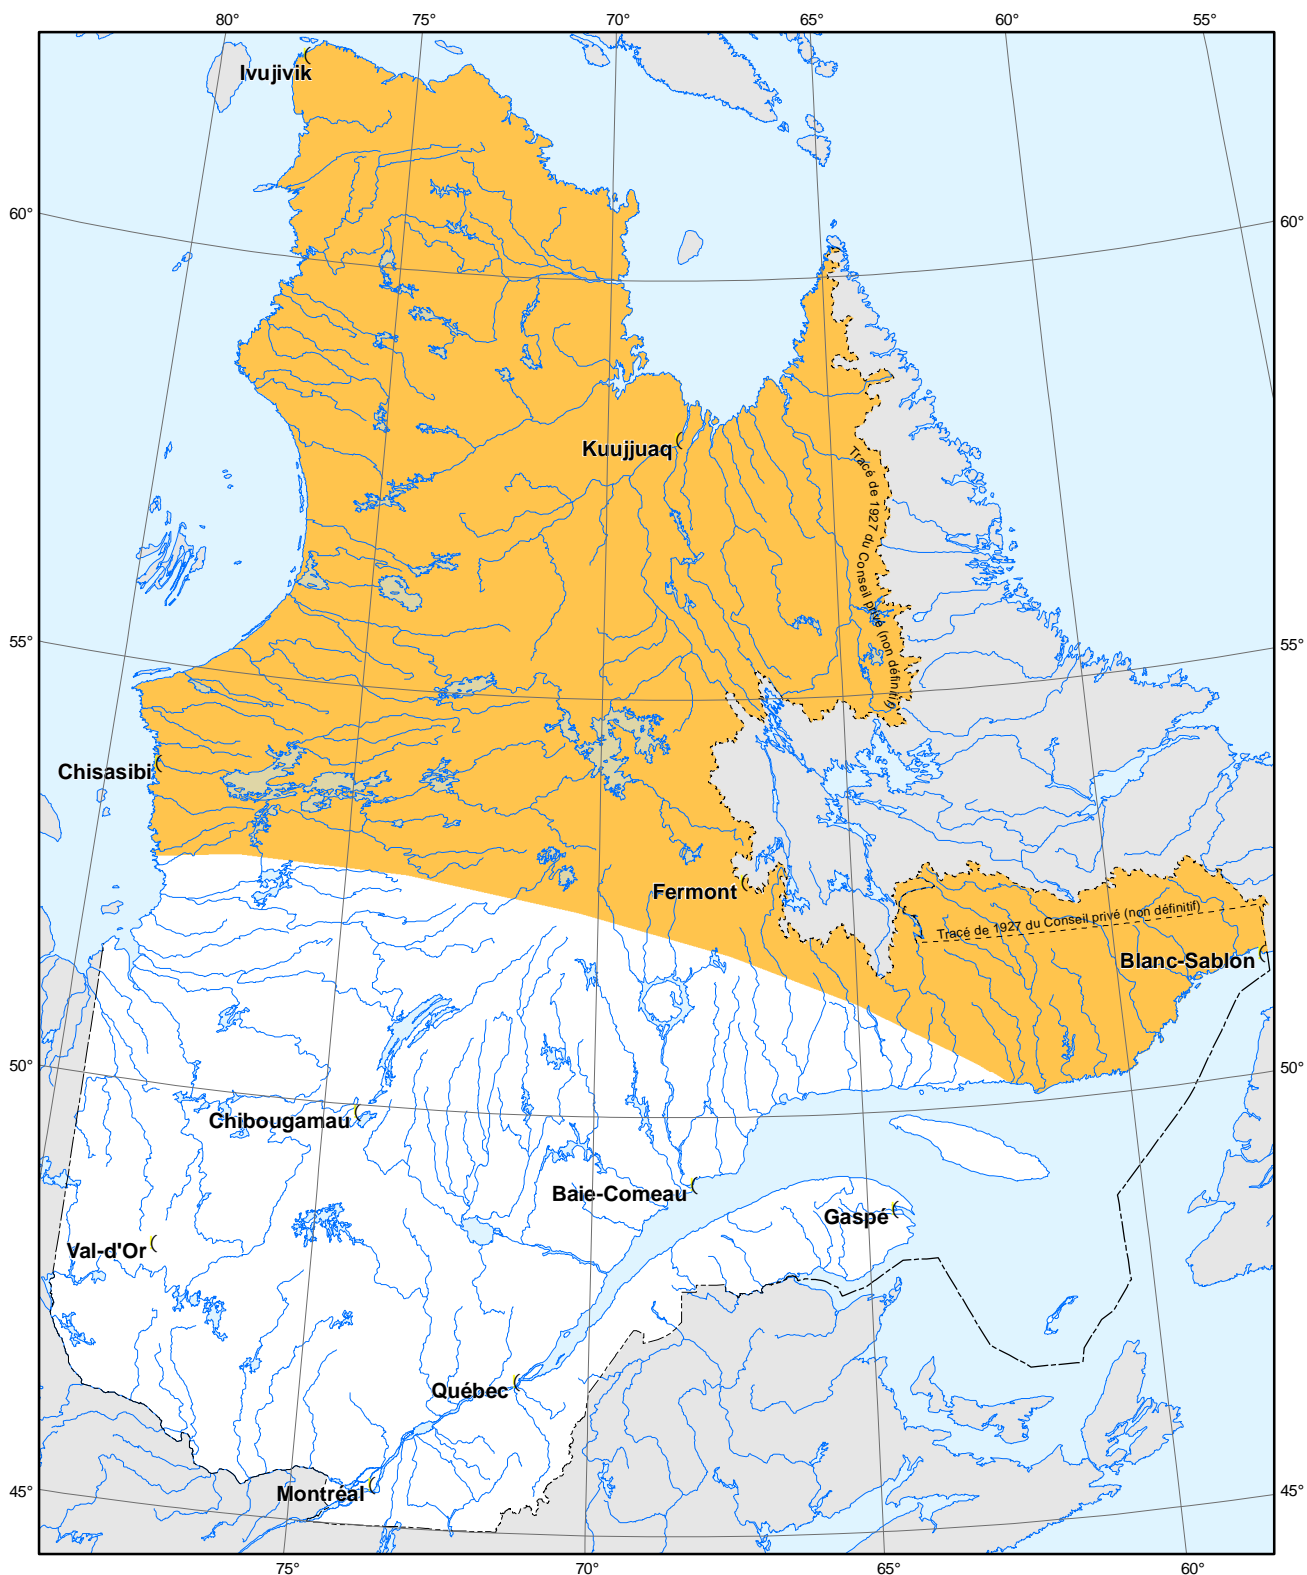 80° 75° 70° 65° 60° 55°
Ivujivik
60° 60°
Kuujjuaq
Tracé de 1927 du Conseil privé (non définitif)
55° 55°
Chisasibi
Fermont
Tracé de 1927 du Conseil privé (non définitif)
Blanc-Sablon
50° 50°
Chibougamau
Baie-Comeau
Gaspé
Val-d'Or
Québec
45° 45°
Montréal
75° 70° 65° 60°